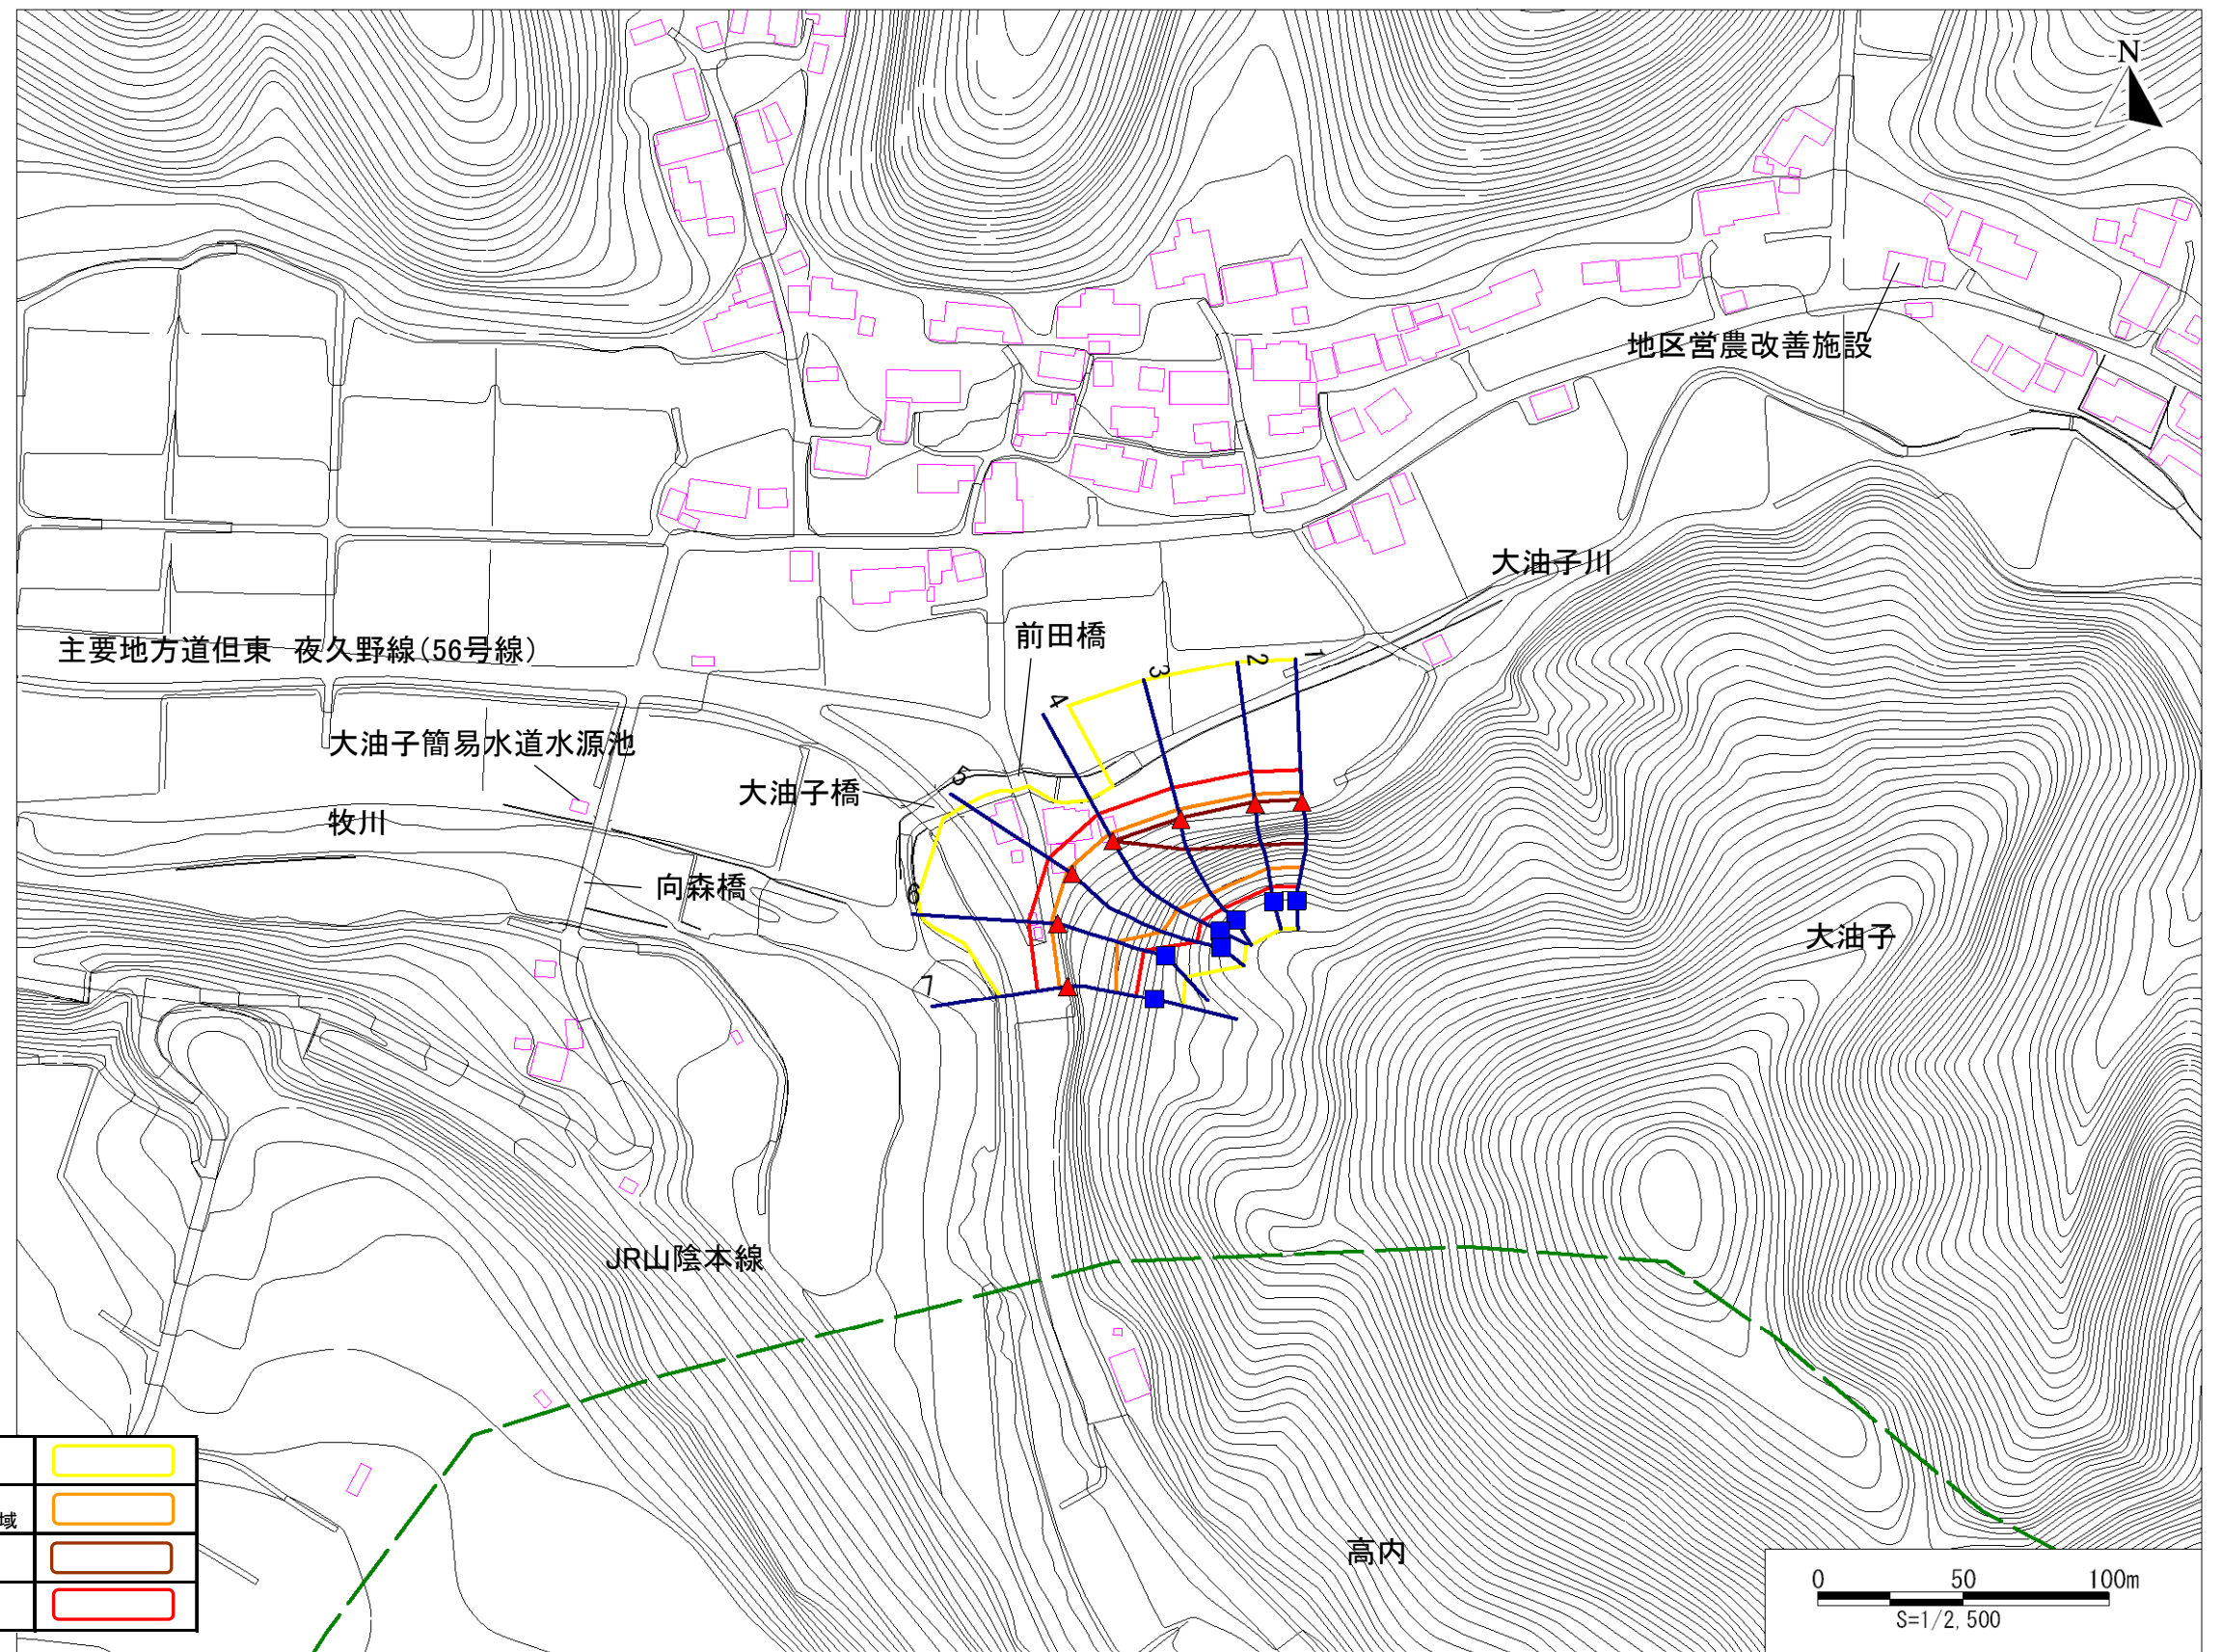 N
地区営農改善施設
大油子川
前田橋
主要地方道但東　夜久野線(56号線)
1
2
3
4
大油子簡易水道水源池
5
大油子橋
牧川
向森橋
6
大油子
7
JR山陰本線
域
高内
0 50 100m
S=1/2,500